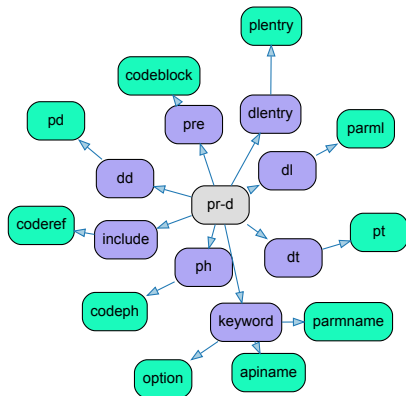 plentry
codeblock
pd
pre
dlentry
parml
dd
dl
pr-d
coderef
include
pt
dt
ph
codeph
keyword
parmname
option
apiname